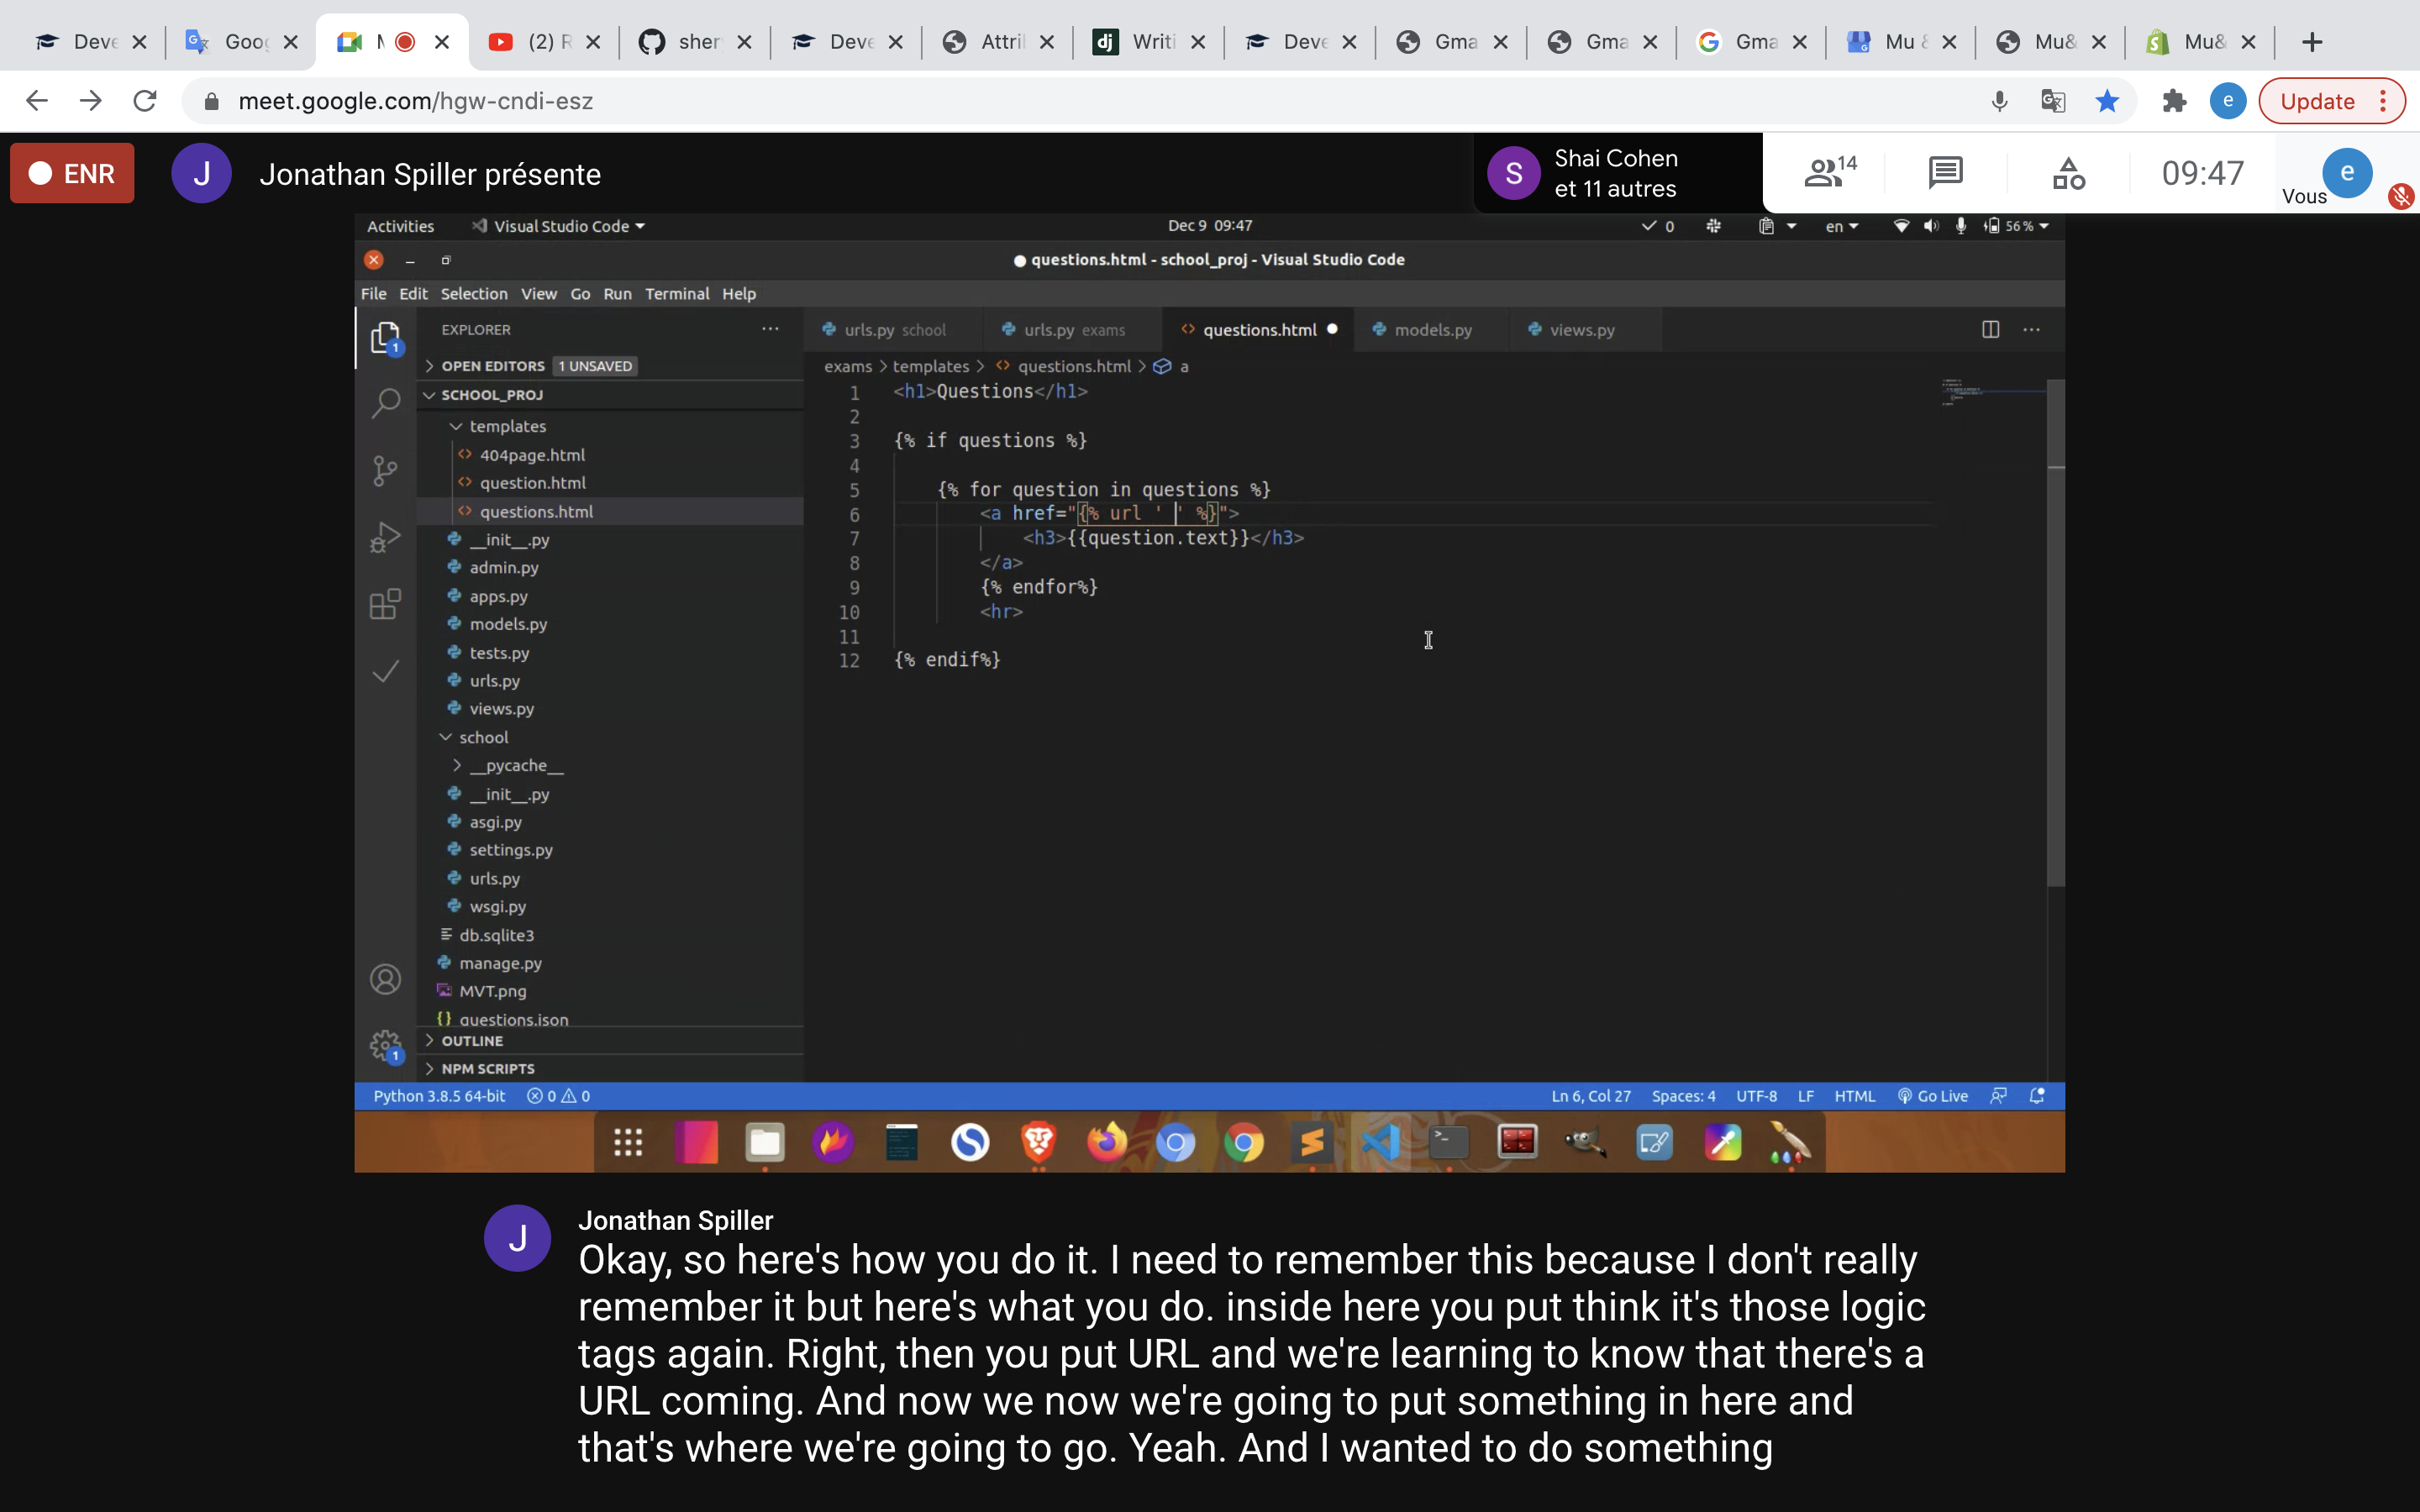 Deve
Goog
M
(2) R
sher
Deve
Attri
dj
Writi
Deve
Gma
Gma
Gma
Mu &
Mu&
Mu&
meet.google.com/hgw-cndi-esz
e
Update
ENR
J
Jonathan Spiller présente
S
Shai Cohen
et 11 autres
14
09:47
Vous
e
Activities
Visual Studio Code
Dec 9 09:47
0
en
56 %
questions.html - school_proj - Visual Studio Code
File Edit Selection View Go Run Terminal Help
EXPLORER
urls.py school
urls.py exams
questions.html
models.py
views.py
1
OPEN EDITORS 1 UNSAVED
SCHOOL_PROJ
templates
404page.html
question.html
questions.html
__init__.py
admin.py
apps.py
models.py
tests.py
urls.py
views.py
school
__pycache__
__init__.py
asgi.py
settings.py
urls.py
wsgi.py
db.sqlite3
manage.py
MVT.png
questions.json
OUTLINE
NPM SCRIPTS
1
exams > templates > questions.html > a
1 <h1>Questions</h1>
2
3 {% if questions %}
4
5 {% for question in questions %}
6 <a href="{% url ' ' %}">
7 <h3>{{question.text}}</h3>
8 </a>
9 {% endfor%}
10 <hr>
11
12 {% endif%}
Python 3.8.5 64-bit 0 0
Ln 6, Col 27 Spaces: 4 UTF-8 LF HTML Go Live
J
Jonathan Spiller
Okay, so here's how you do it. I need to remember this because I don't really
remember it but here's what you do. inside here you put think it's those logic
tags again. Right, then you put URL and we're learning to know that there's a
URL coming. And now we now we're going to put something in here and
that's where we're going to go. Yeah. And I wanted to do something